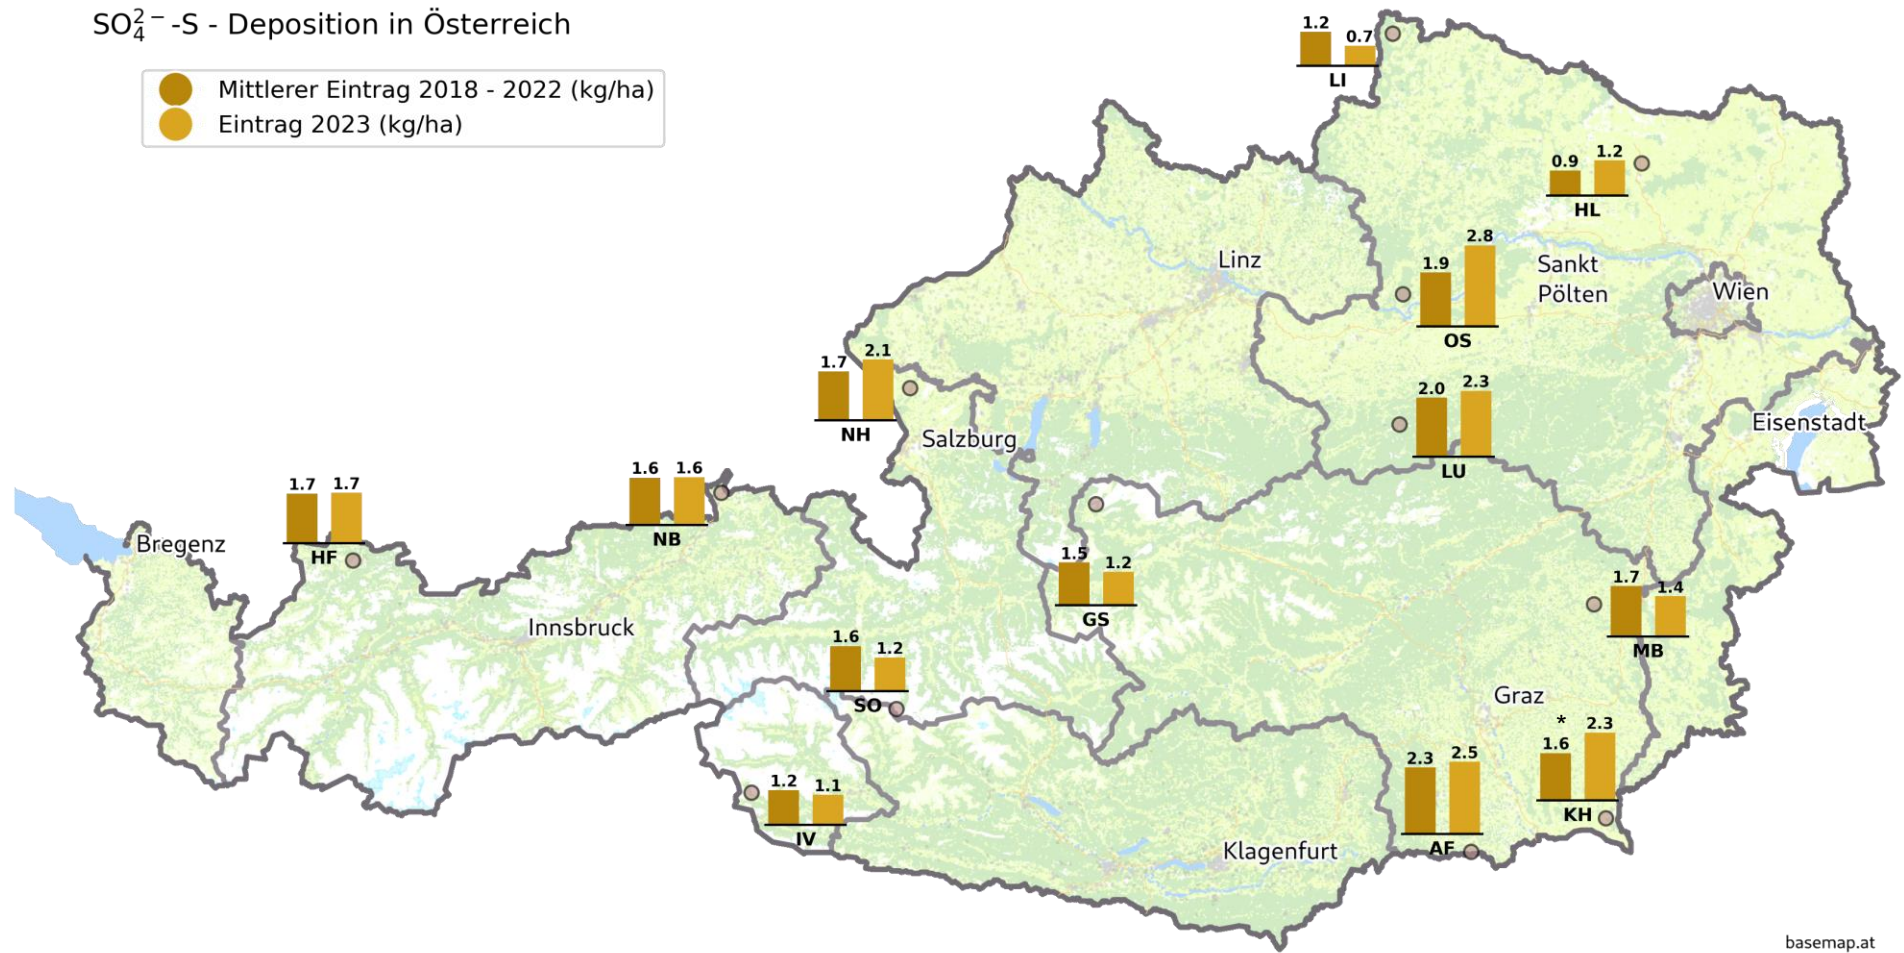 SO₄²⁻-S - Deposition in Österreich
Mittlerer Eintrag 2018 - 2022 (kg/ha)
Eintrag 2023 (kg/ha)
1.2 0.7
LI
0.9 1.2
HL
Linz
1.9 2.8
OS
Sankt
Pölten
Wien
1.7 2.1
NH
Salzburg
2.0 2.3
LU
Eisenstadt
1.7 1.7
HF
1.6 1.6
NB
Bregenz
Innsbruck
1.5 1.2
GS
1.7 1.4
MB
1.6 1.2
SO
Graz
*
1.6 2.3
KH
2.3 2.5
AF
1.2 1.1
IV
Klagenfurt
basemap.at